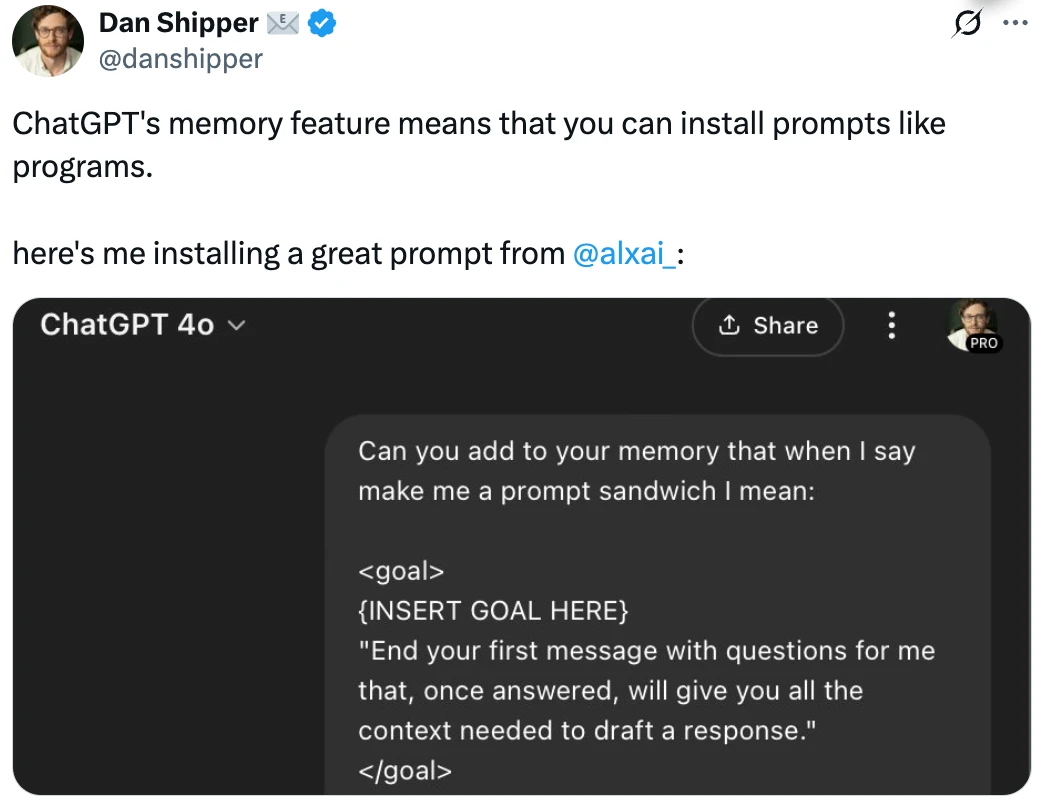 Dan Shipper
@danshipper
ChatGPT's memory feature means that you can install prompts like
programs.
here's me installing a great prompt from @alxai_:
ChatGPT 4o
Share
PRO
Can you add to your memory that when I say
make me a prompt sandwich I mean:
<goal>
{INSERT GOAL HERE}
"End your first message with questions for me
that, once answered, will give you all the
context needed to draft a response."
</goal>